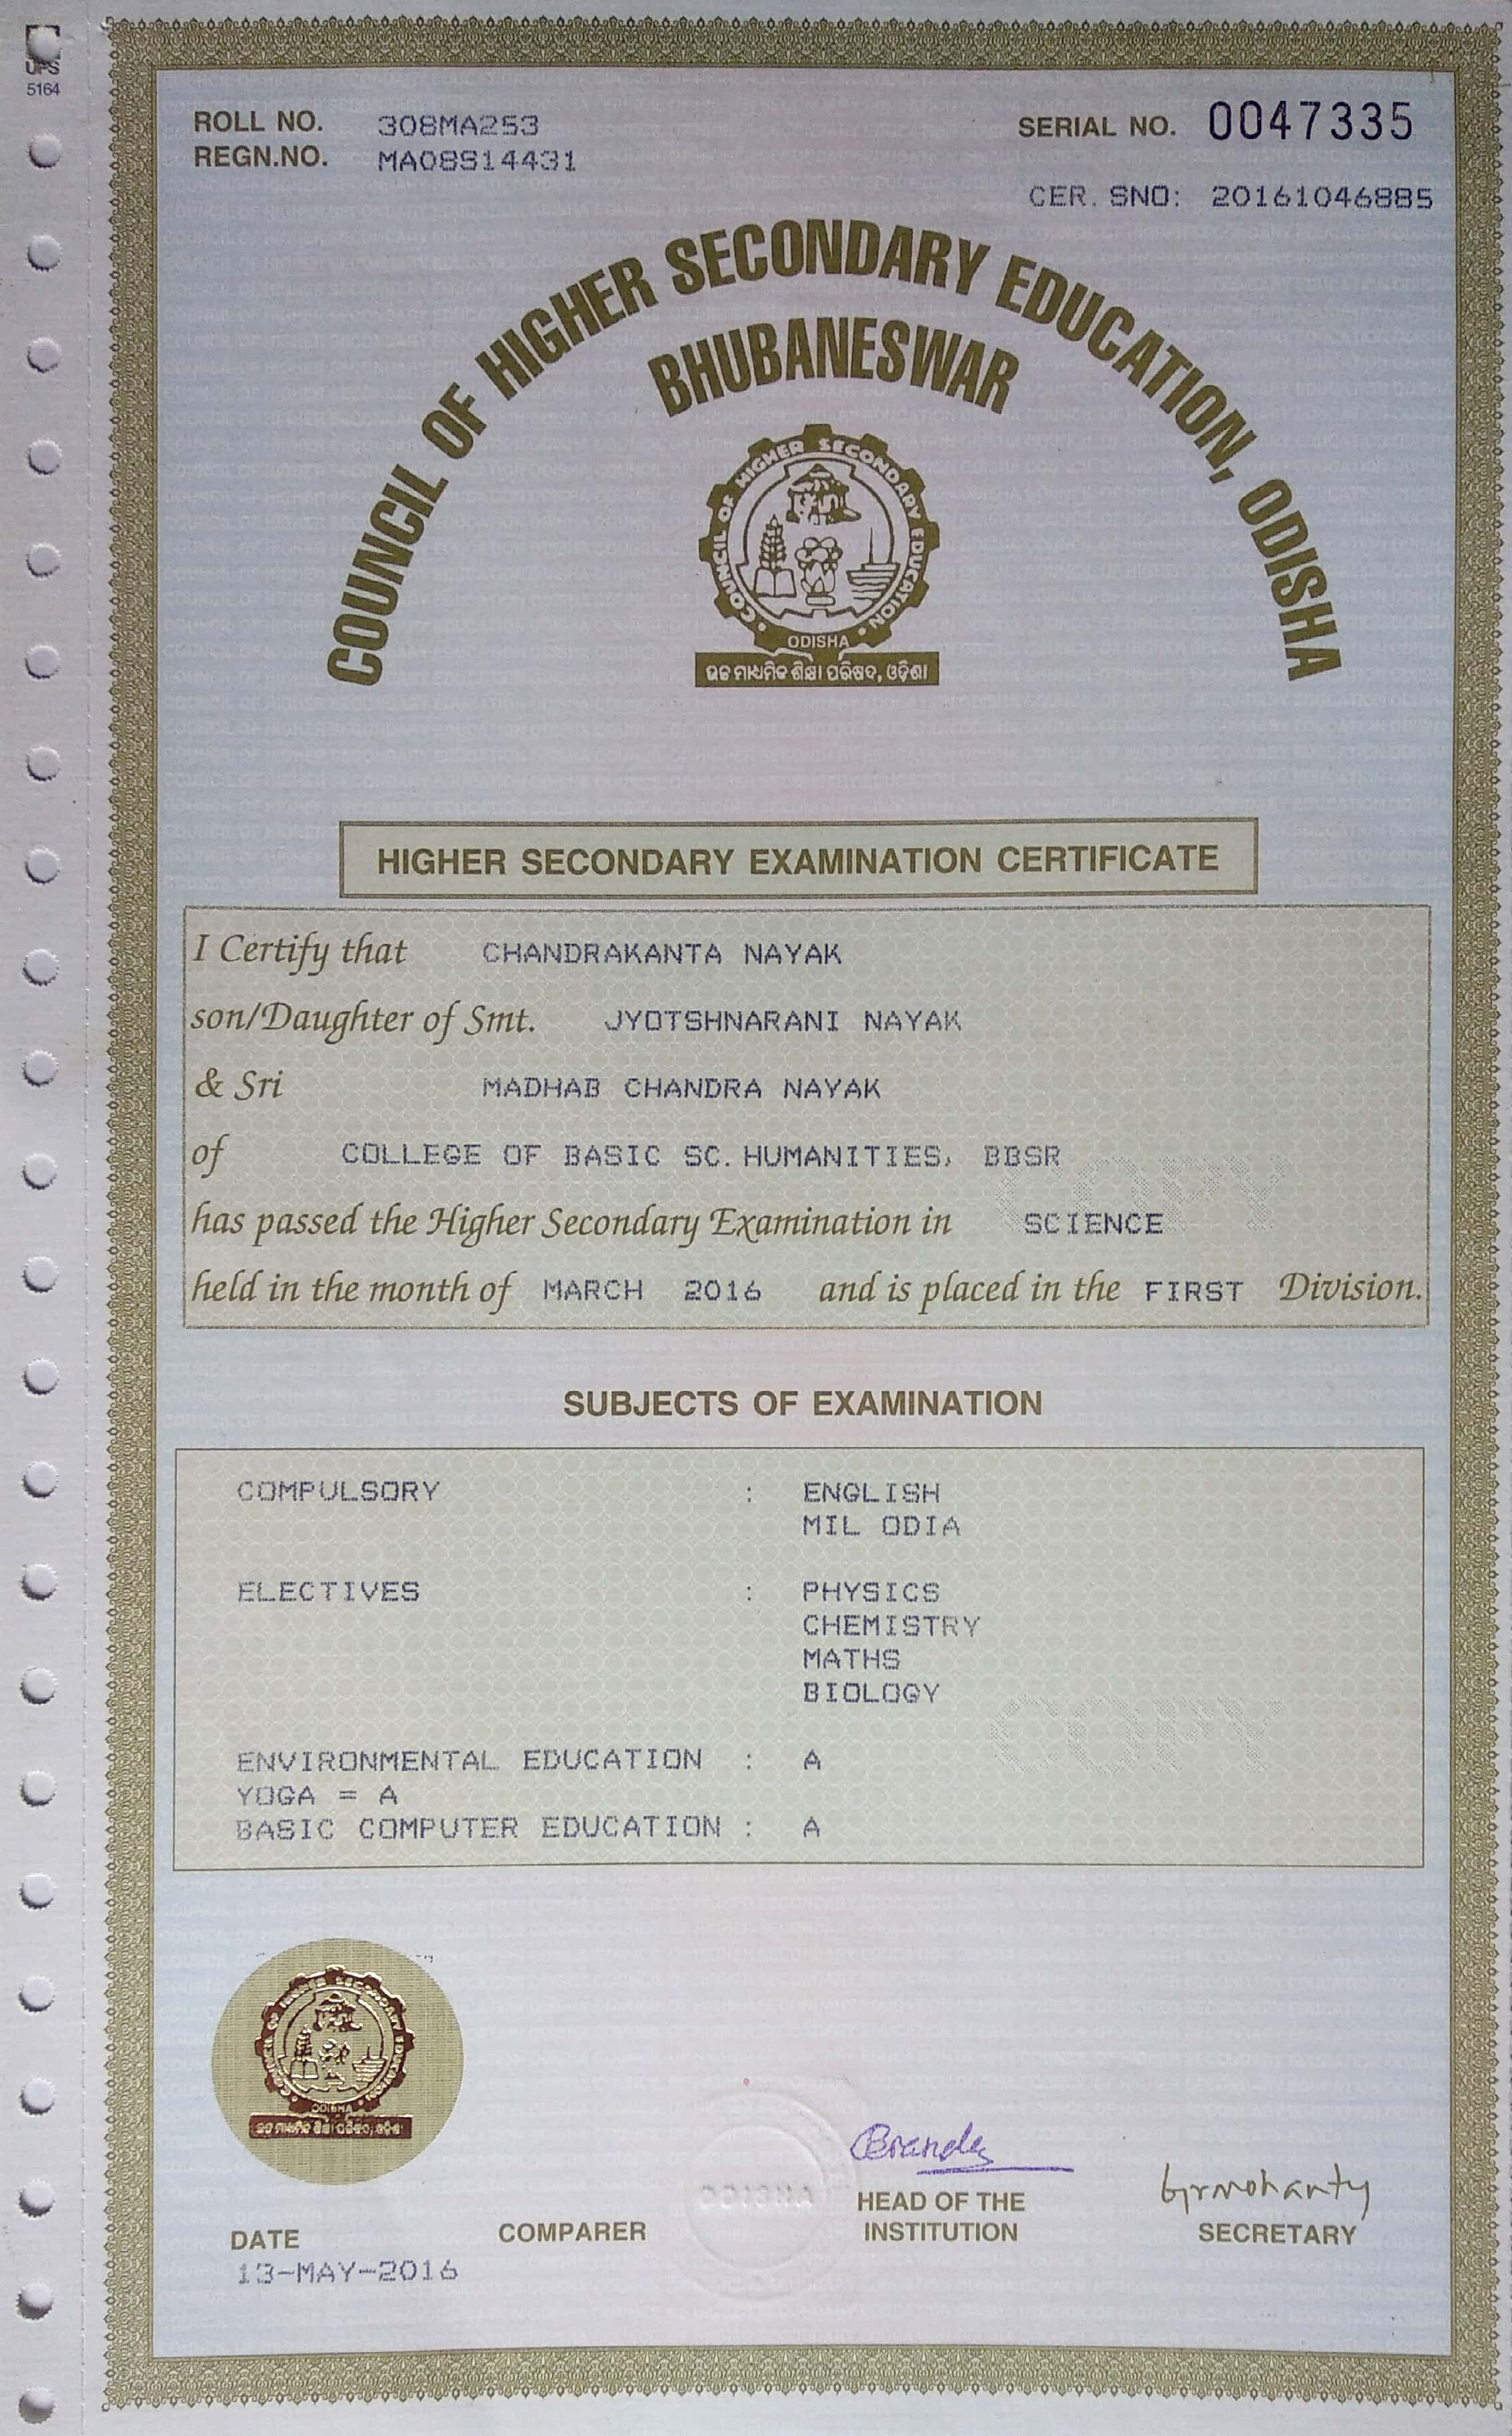 UPS
5164
ROLL NO. 308MA253
REGN.NO. MA08S14431
SERIAL NO. 0047335
CER. SNO: 20161046885
COUNCIL OF HIGHER SECONDARY EDUCATION, ODISHA
BHUBANESWAR
COUNCIL OF HIGHER SECONDARY EDUCATION
ODISHA
ଉଚ୍ଚ ମାଧ୍ୟମିକ ଶିକ୍ଷା ପରିଷଦ, ଓଡ଼ିଶା
HIGHER SECONDARY EXAMINATION CERTIFICATE
I Certify that CHANDRAKANTA NAYAK
son/Daughter of Smt. JYOTSHNARANI NAYAK
& Sri MADHAB CHANDRA NAYAK
of COLLEGE OF BASIC SC.HUMANITIES, BBSR
has passed the Higher Secondary Examination in SCIENCE
held in the month of MARCH 2016 and is placed in the FIRST Division.
COPY
SUBJECTS OF EXAMINATION
COMPULSORY : ENGLISH
MIL ODIA
ELECTIVES : PHYSICS
CHEMISTRY
MATHS
BIOLOGY
COPY
ENVIRONMENTAL EDUCATION : A
YOGA = A
BASIC COMPUTER EDUCATION : A
COUNCIL OF HIGHER SECONDARY EDUCATION
ODISHA
ଉଚ୍ଚ ମାଧ୍ୟମିକ ଶିକ୍ଷା ପରିଷଦ, ଓଡ଼ିଶା
ODISHA
HEAD OF THE
INSTITUTION
SECRETARY
COMPARER
DATE
13-MAY-2016